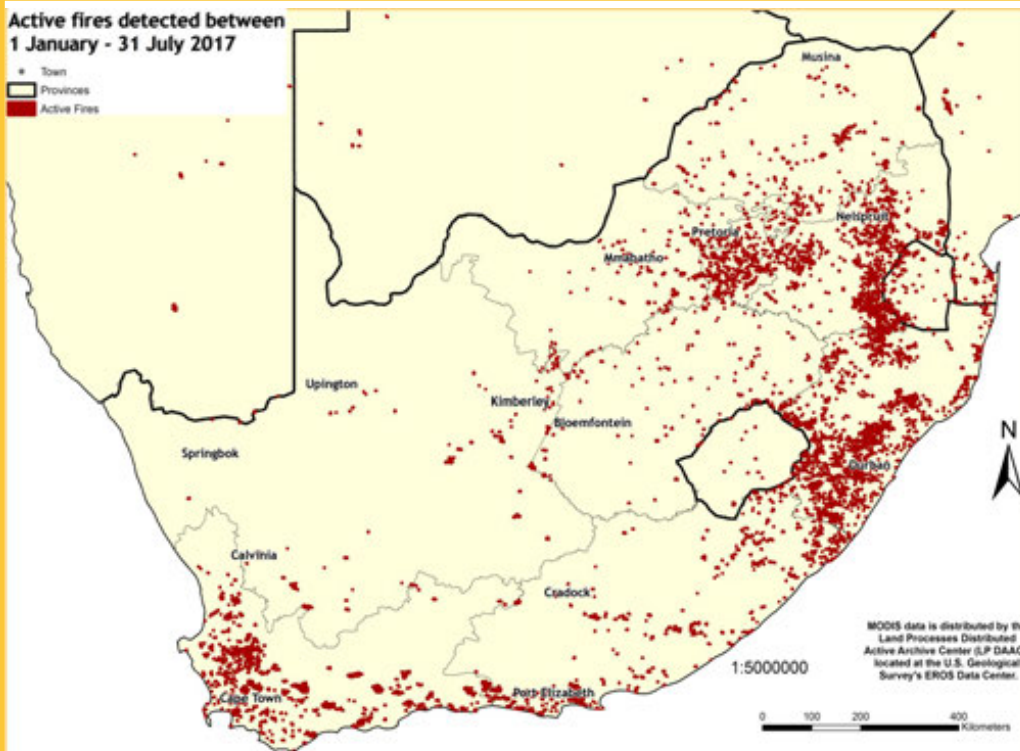 Active fires detected between
1 January - 31 July 2017
Town
Provinces
Active Fires
Musina
Nelspruit
Pretoria
Mmabatho
Upington
Kimberley
Bloemfontein
Springbok
Durban
N
Calvinia
Cradock
Cape Town
Port Elizabeth
MODIS data is distributed by the
Land Processes Distributed
Active Archive Center (LP DAAC
located at the U.S. Geological
Survey's EROS Data Center.
1:5000000
0 100 200 400
Kilometers